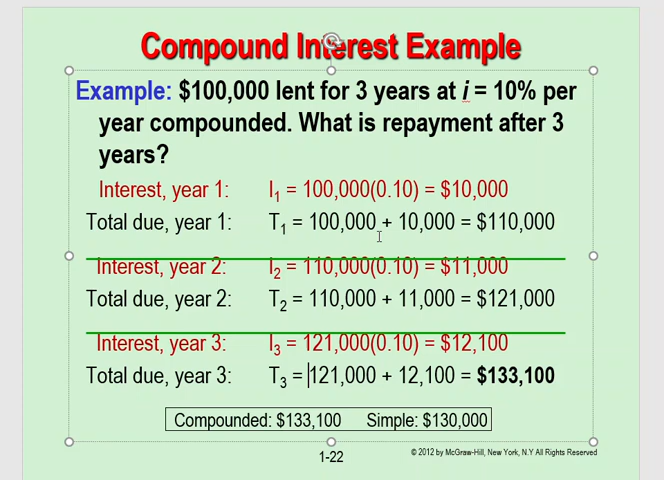 Compound Interest Example
Example: $100,000 lent for 3 years at i = 10% per
year compounded. What is repayment after 3
years?
Interest, year 1: I₁ = 100,000(0.10) = $10,000
Total due, year 1: T₁ = 100,000 + 10,000 = $110,000
Interest, year 2: I₂ = 110,000(0.10) = $11,000
Total due, year 2: T₂ = 110,000 + 11,000 = $121,000
Interest, year 3: I₃ = 121,000(0.10) = $12,100
Total due, year 3: T₃ = 121,000 + 12,100 = $133,100
Compounded: $133,100 Simple: $130,000
1-22
© 2012 by McGraw-Hill, New York, N.Y All Rights Reserved